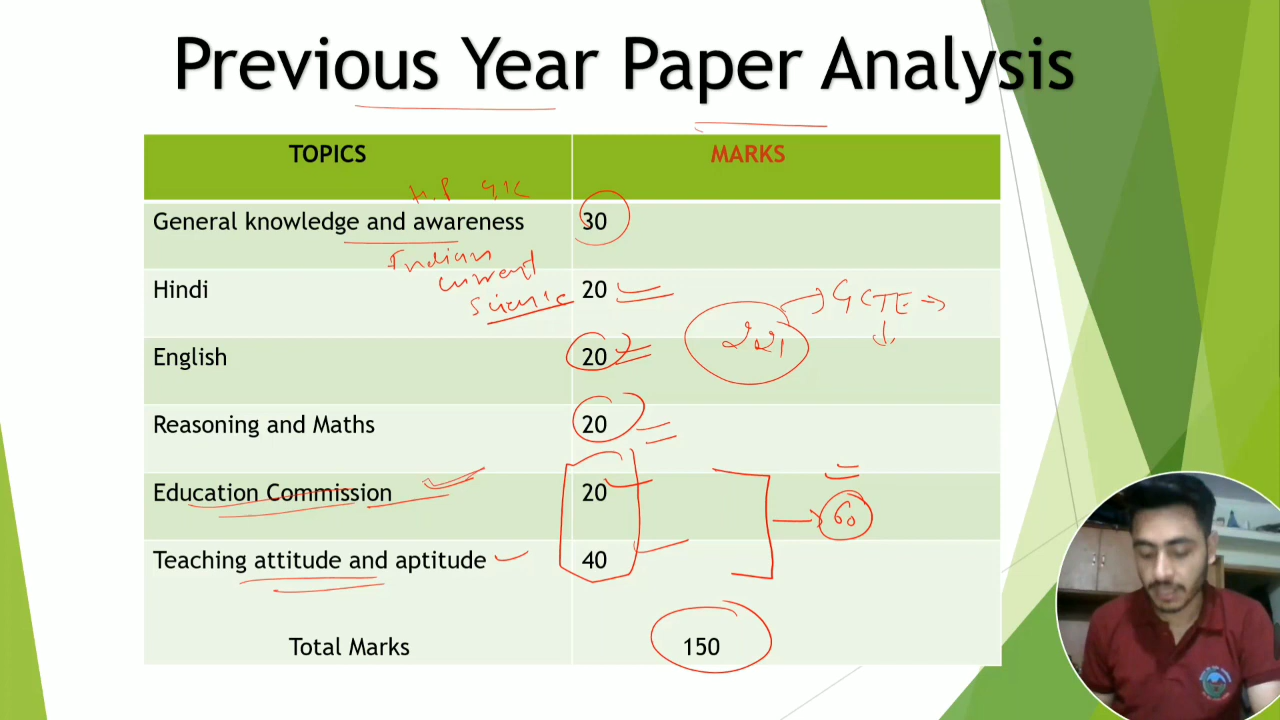 Previous Year Paper Analysis
TOPICS MARKS
H.P G.K
General knowledge and awareness 30
Indian
current
Hindi 20
Science
GCTE
English 20
2021
Reasoning and Maths 20
Education Commission 20
60
Teaching attitude and aptitude 40
Total Marks 150